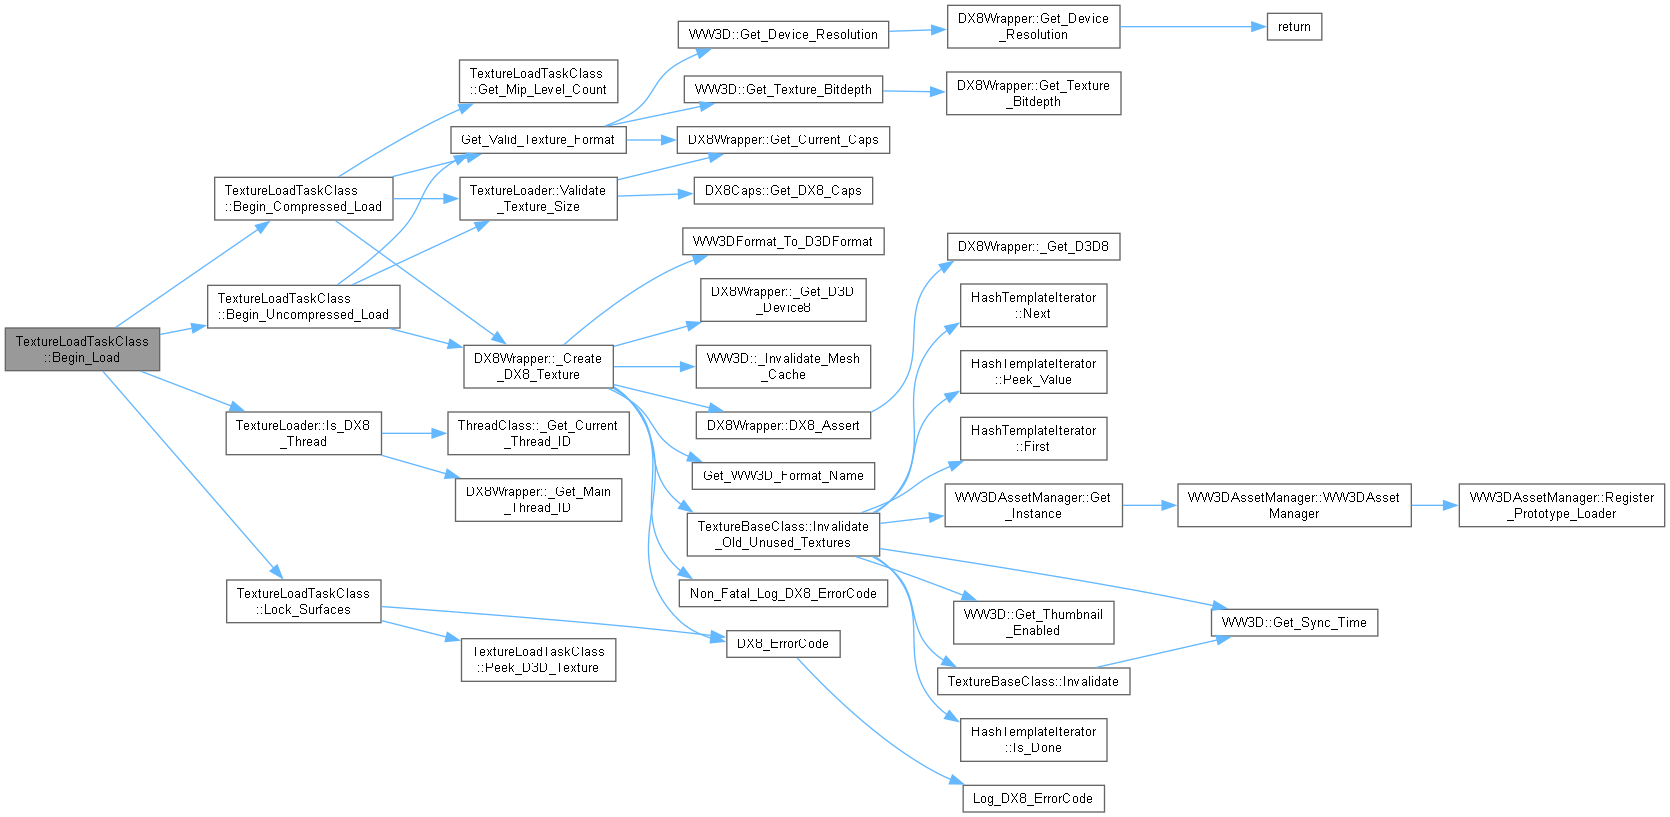 TextureLoadTaskClass
::Begin_Load
TextureLoadTaskClass
::Begin_Compressed_Load
TextureLoadTaskClass
::Begin_Uncompressed_Load
TextureLoader::Is_DX8
_Thread
TextureLoadTaskClass
::Lock_Surfaces
TextureLoadTaskClass
::Get_Mip_Level_Count
Get_Valid_Texture_Format
TextureLoader::Validate
_Texture_Size
DX8Wrapper::_Create
_DX8_Texture
ThreadClass::_Get_Current
_Thread_ID
DX8Wrapper::_Get_Main
_Thread_ID
TextureLoadTaskClass
::Peek_D3D_Texture
WW3D::Get_Device_Resolution
WW3D::Get_Texture_Bitdepth
DX8Wrapper::Get_Current_Caps
DX8Caps::Get_DX8_Caps
WW3DFormat_To_D3DFormat
DX8Wrapper::_Get_D3D
_Device8
WW3D::_Invalidate_Mesh
_Cache
DX8Wrapper::DX8_Assert
Get_WW3D_Format_Name
TextureBaseClass::Invalidate
_Old_Unused_Textures
Non_Fatal_Log_DX8_ErrorCode
DX8_ErrorCode
DX8Wrapper::Get_Device
_Resolution
DX8Wrapper::Get_Texture
_Bitdepth
DX8Wrapper::_Get_D3D8
HashTemplateIterator
::Next
HashTemplateIterator
::Peek_Value
HashTemplateIterator
::First
WW3DAssetManager::Get
_Instance
WW3D::Get_Thumbnail
_Enabled
TextureBaseClass::Invalidate
HashTemplateIterator
::Is_Done
Log_DX8_ErrorCode
return
WW3DAssetManager::WW3DAsset
Manager
WW3D::Get_Sync_Time
WW3DAssetManager::Register
_Prototype_Loader